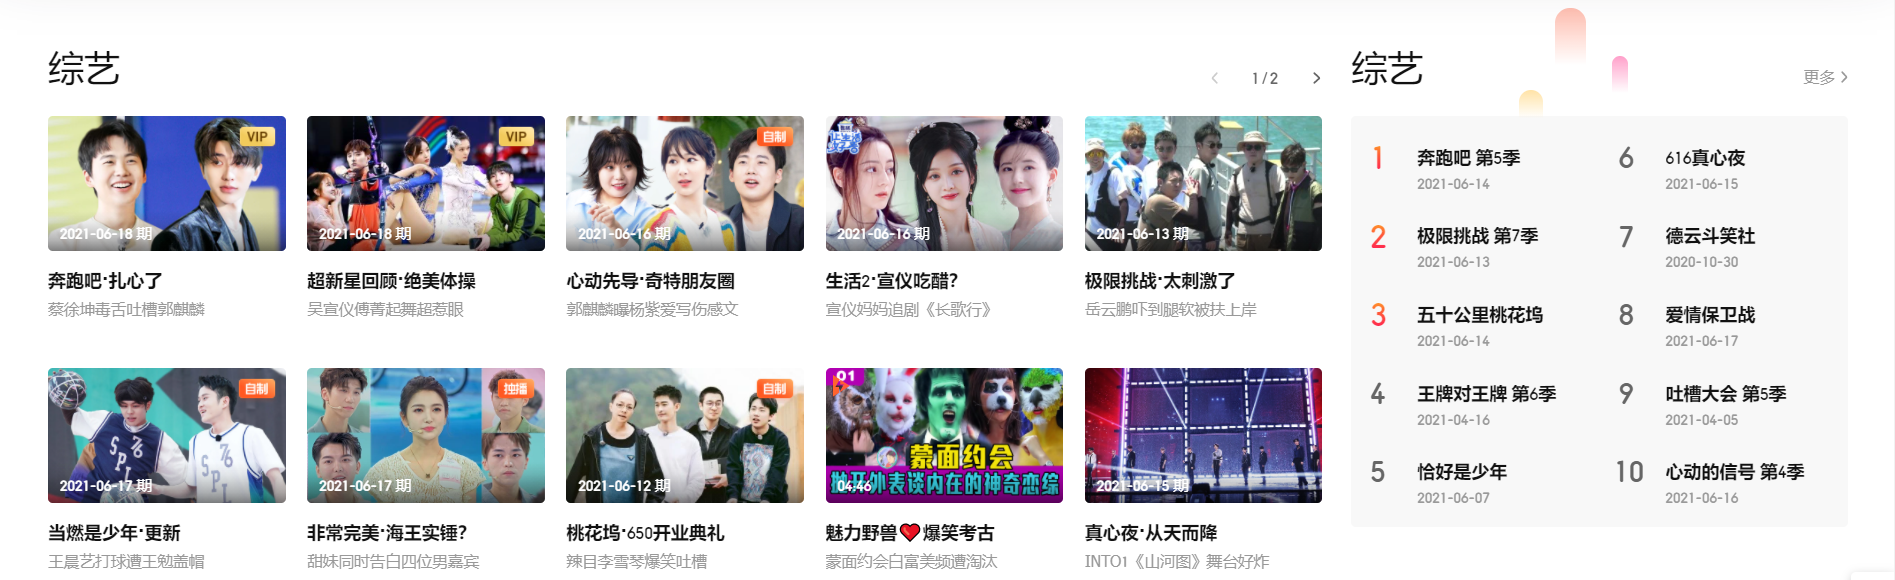 综艺
1 / 2
VIP
2021-06-18 期
VIP
2021-06-18 期
自制
2021-06-16 期
2021-06-16 期
2021-06-13 期
奔跑吧·扎心了
蔡徐坤毒舌吐槽郭麒麟
超新星回顾·绝美体操
吴宣仪傅菁起舞超惹眼
心动先导·奇特朋友圈
郭麒麟曝杨紫爱写伤感文
生活2·宣仪吃醋?
宣仪妈妈追剧《长歌行》
极限挑战·太刺激了
岳云鹏吓到腿软被扶上岸
自制
2021-06-17 期
独播
2021-06-17 期
自制
2021-06-12 期
01
蒙面约会
抛开外表谈内在的神奇恋综
04:46
2021-06-15 期
当燃是少年·更新
王晨艺打球遭王勉盖帽
非常完美·海王实锤?
甜妹同时告白四位男嘉宾
桃花坞·650开业典礼
辣目李雪琴爆笑吐槽
魅力野兽❤爆笑考古
蒙面约会白富美频遭淘汰
真心夜·从天而降
INTO1《山河图》舞台好炸
综艺
更多
1
奔跑吧 第5季
2021-06-14
2
极限挑战 第7季
2021-06-13
3
五十公里桃花坞
2021-06-14
4
王牌对王牌 第6季
2021-04-16
5
恰好是少年
2021-06-07
6
616真心夜
2021-06-15
7
德云斗笑社
2020-10-30
8
爱情保卫战
2021-06-17
9
吐槽大会 第5季
2021-04-05
10
心动的信号 第4季
2021-06-16